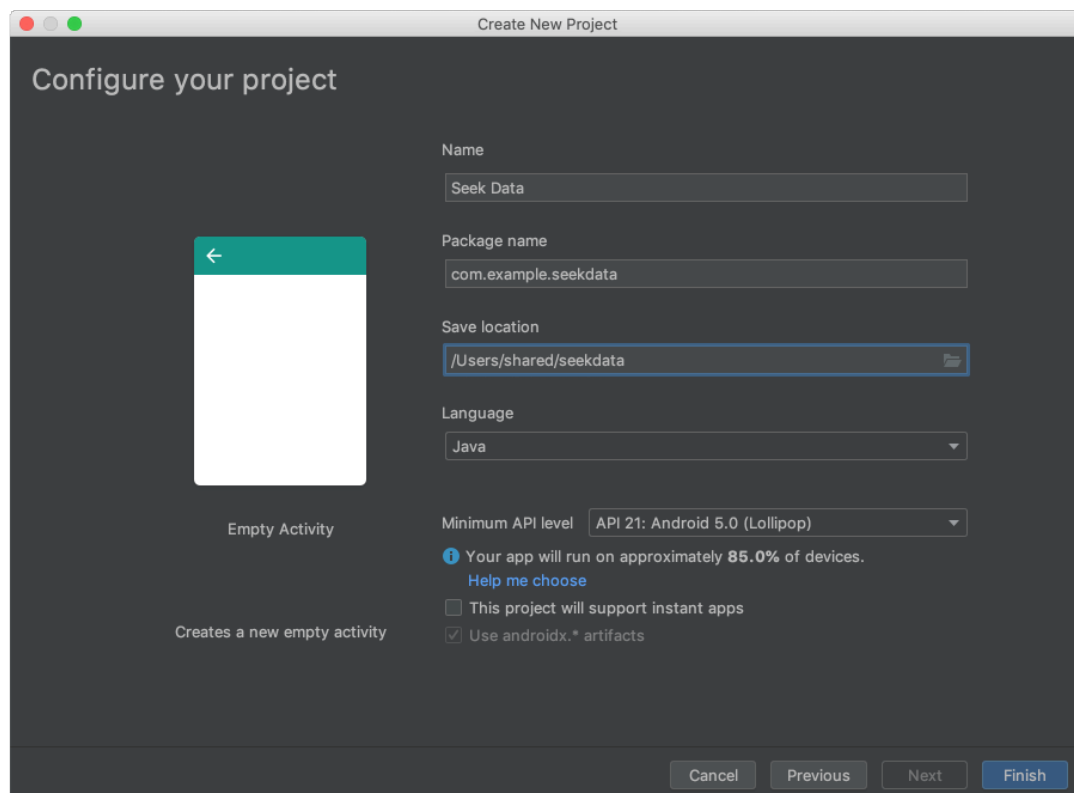 Create New Project
Configure your project
Name
Seek Data
Package name
com.example.seekdata
Save location
/Users/shared/seekdata
Language
Java
Empty Activity
Minimum API level API 21: Android 5.0 (Lollipop)
Your app will run on approximately 85.0% of devices.
Help me choose
This project will support instant apps
Creates a new empty activity
Use androidx.* artifacts
Cancel Previous Next Finish